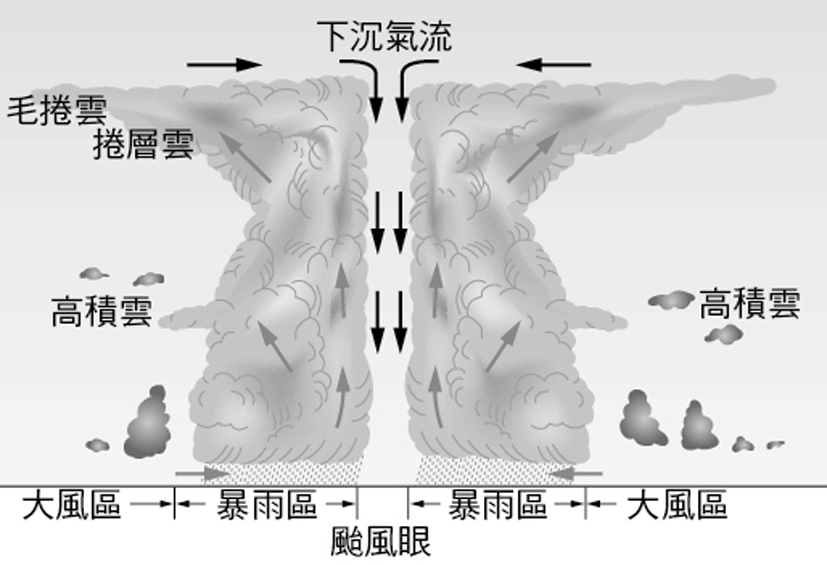 下沉氣流
毛捲雲
捲層雲
高積雲
高積雲
大風區
暴雨區
暴雨區
大風區
颱風眼